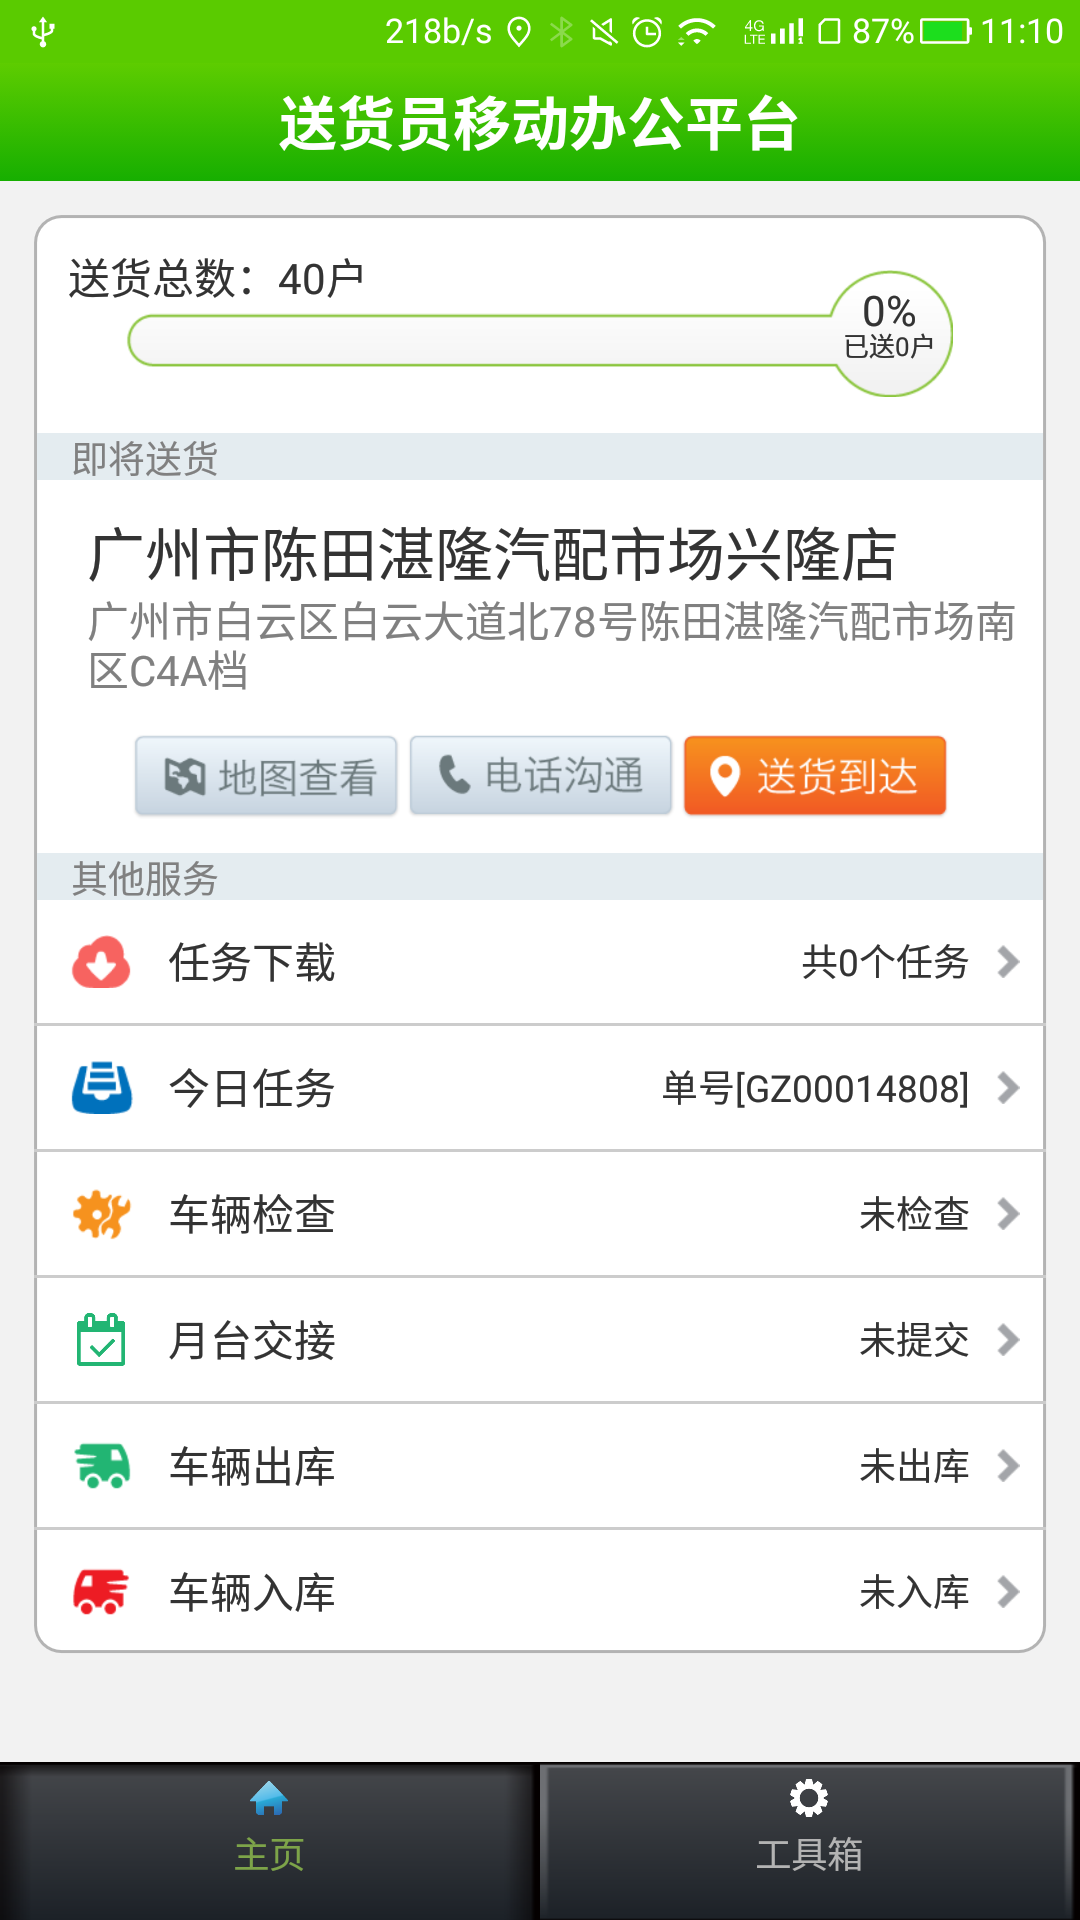 218b/s 4G LTE 87% 11:10
送货员移动办公平台
送货总数：40户
0%
已送0户
即将送货
广州市陈田湛隆汽配市场兴隆店
广州市白云区白云大道北78号陈田湛隆汽配市场南
区C4A档
地图查看 电话沟通 送货到达
其他服务
任务下载 共0个任务
今日任务 单号[GZ00014808]
车辆检查 未检查
月台交接 未提交
车辆出库 未出库
车辆入库 未入库
主页 工具箱